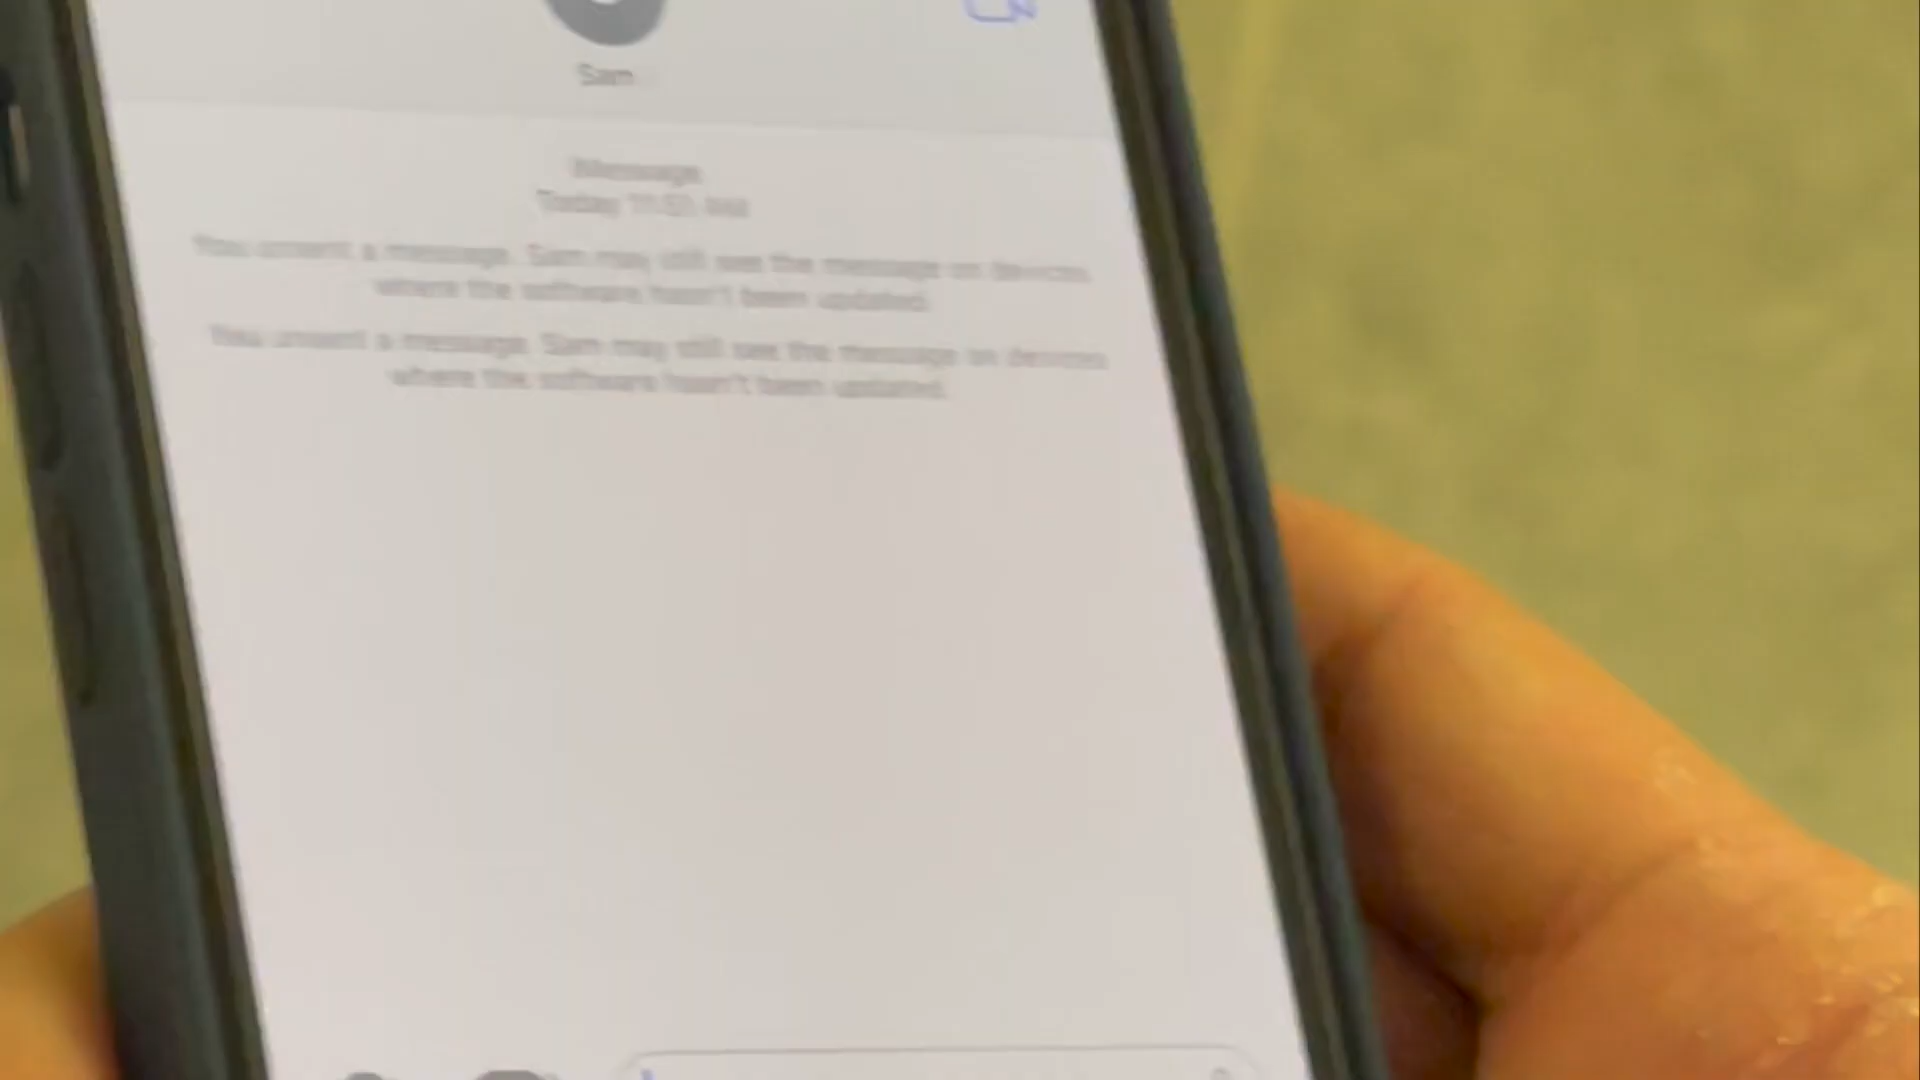 Sam
iMessage
Today 11:51 AM
You unsent a message. Sam may still see the message on devices
where the software hasn't been updated.
You unsent a message. Sam may still see the message on devices
where the software hasn't been updated.